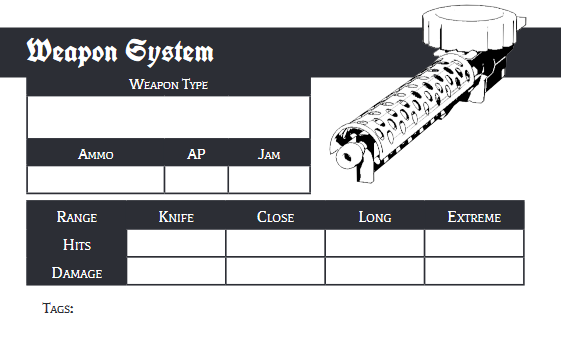 Weapon System
Weapon Type
Ammo AP Jam
Range Knife Close Long Extreme
Hits
Damage
Tags: